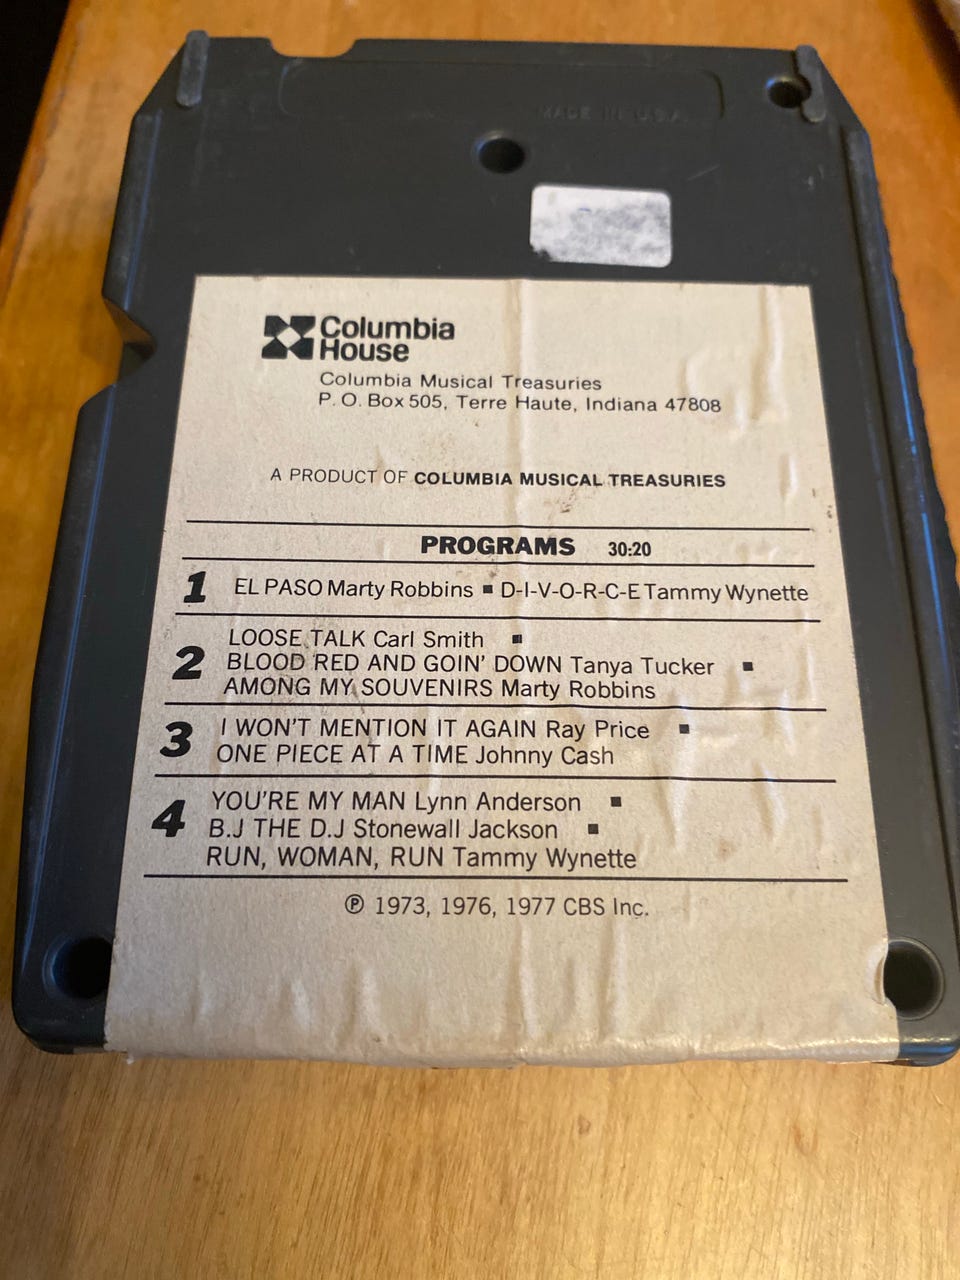 MADE IN U.S.A.
Columbia
House
Columbia Musical Treasuries
P.O. Box 505, Terre Haute, Indiana 47808
A PRODUCT OF COLUMBIA MUSICAL TREASURIES
PROGRAMS 30:20
1 EL PASO Marty Robbins ▪ D-I-V-O-R-C-E Tammy Wynette
2 LOOSE TALK Carl Smith ▪
BLOOD RED AND GOIN' DOWN Tanya Tucker ▪
AMONG MY SOUVENIRS Marty Robbins
3 I WON'T MENTION IT AGAIN Ray Price ▪
ONE PIECE AT A TIME Johnny Cash
4 YOU'RE MY MAN Lynn Anderson ▪
B.J THE D.J Stonewall Jackson ▪
RUN, WOMAN, RUN Tammy Wynette
℗ 1973, 1976, 1977 CBS Inc.